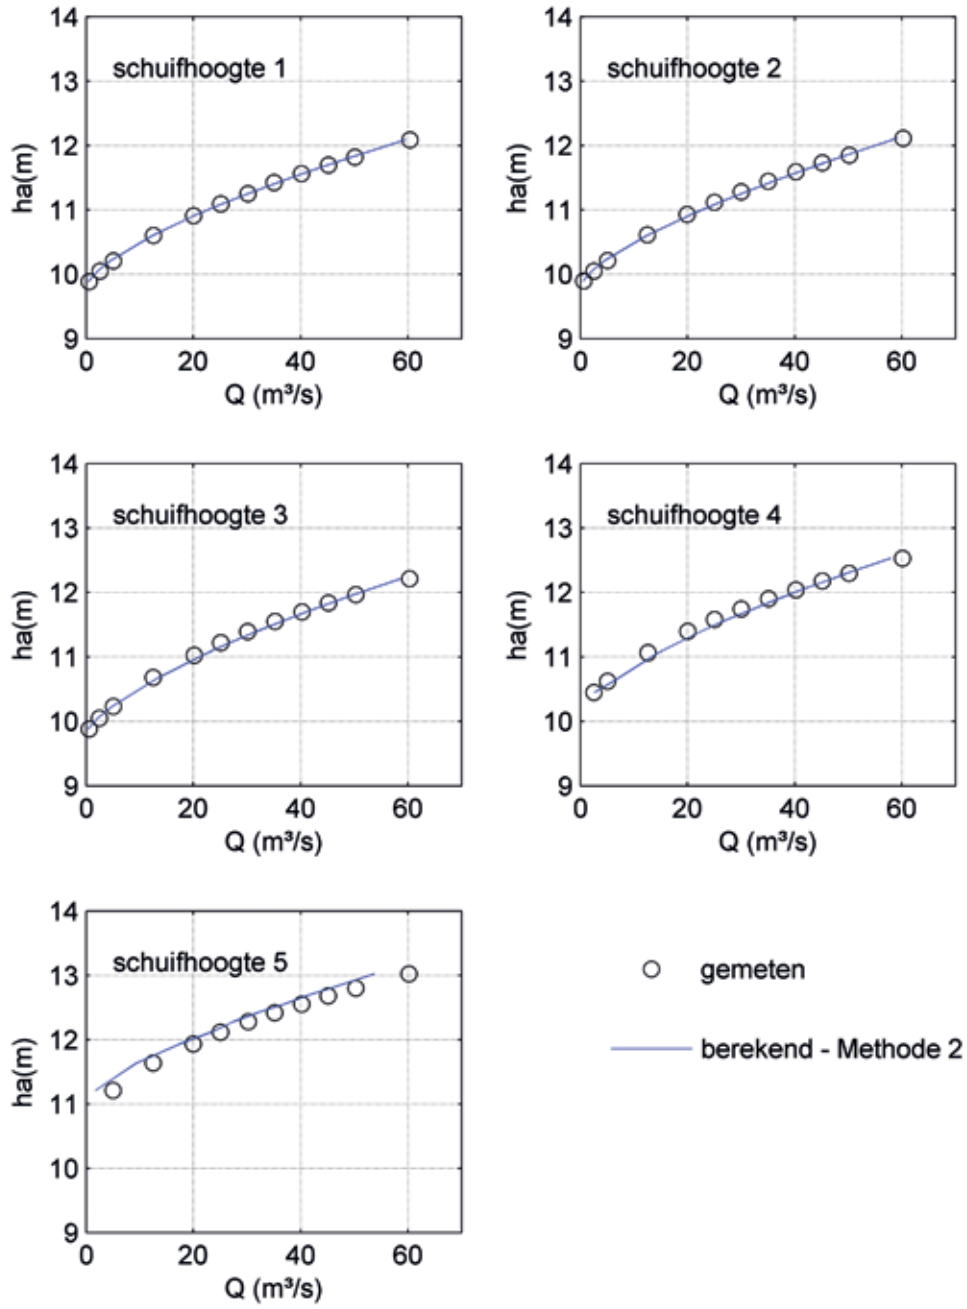 14
13
12
11
10
9
ha(m)
schuifhoogte 1
0 20 40 60
Q (m³/s)
14
13
12
11
10
9
ha(m)
schuifhoogte 2
0 20 40 60
Q (m³/s)
14
13
12
11
10
9
ha(m)
schuifhoogte 3
0 20 40 60
Q (m³/s)
14
13
12
11
10
9
ha(m)
schuifhoogte 4
0 20 40 60
Q (m³/s)
14
13
12
11
10
9
ha(m)
schuifhoogte 5
0 20 40 60
Q (m³/s)
gemeten
berekend - Methode 2